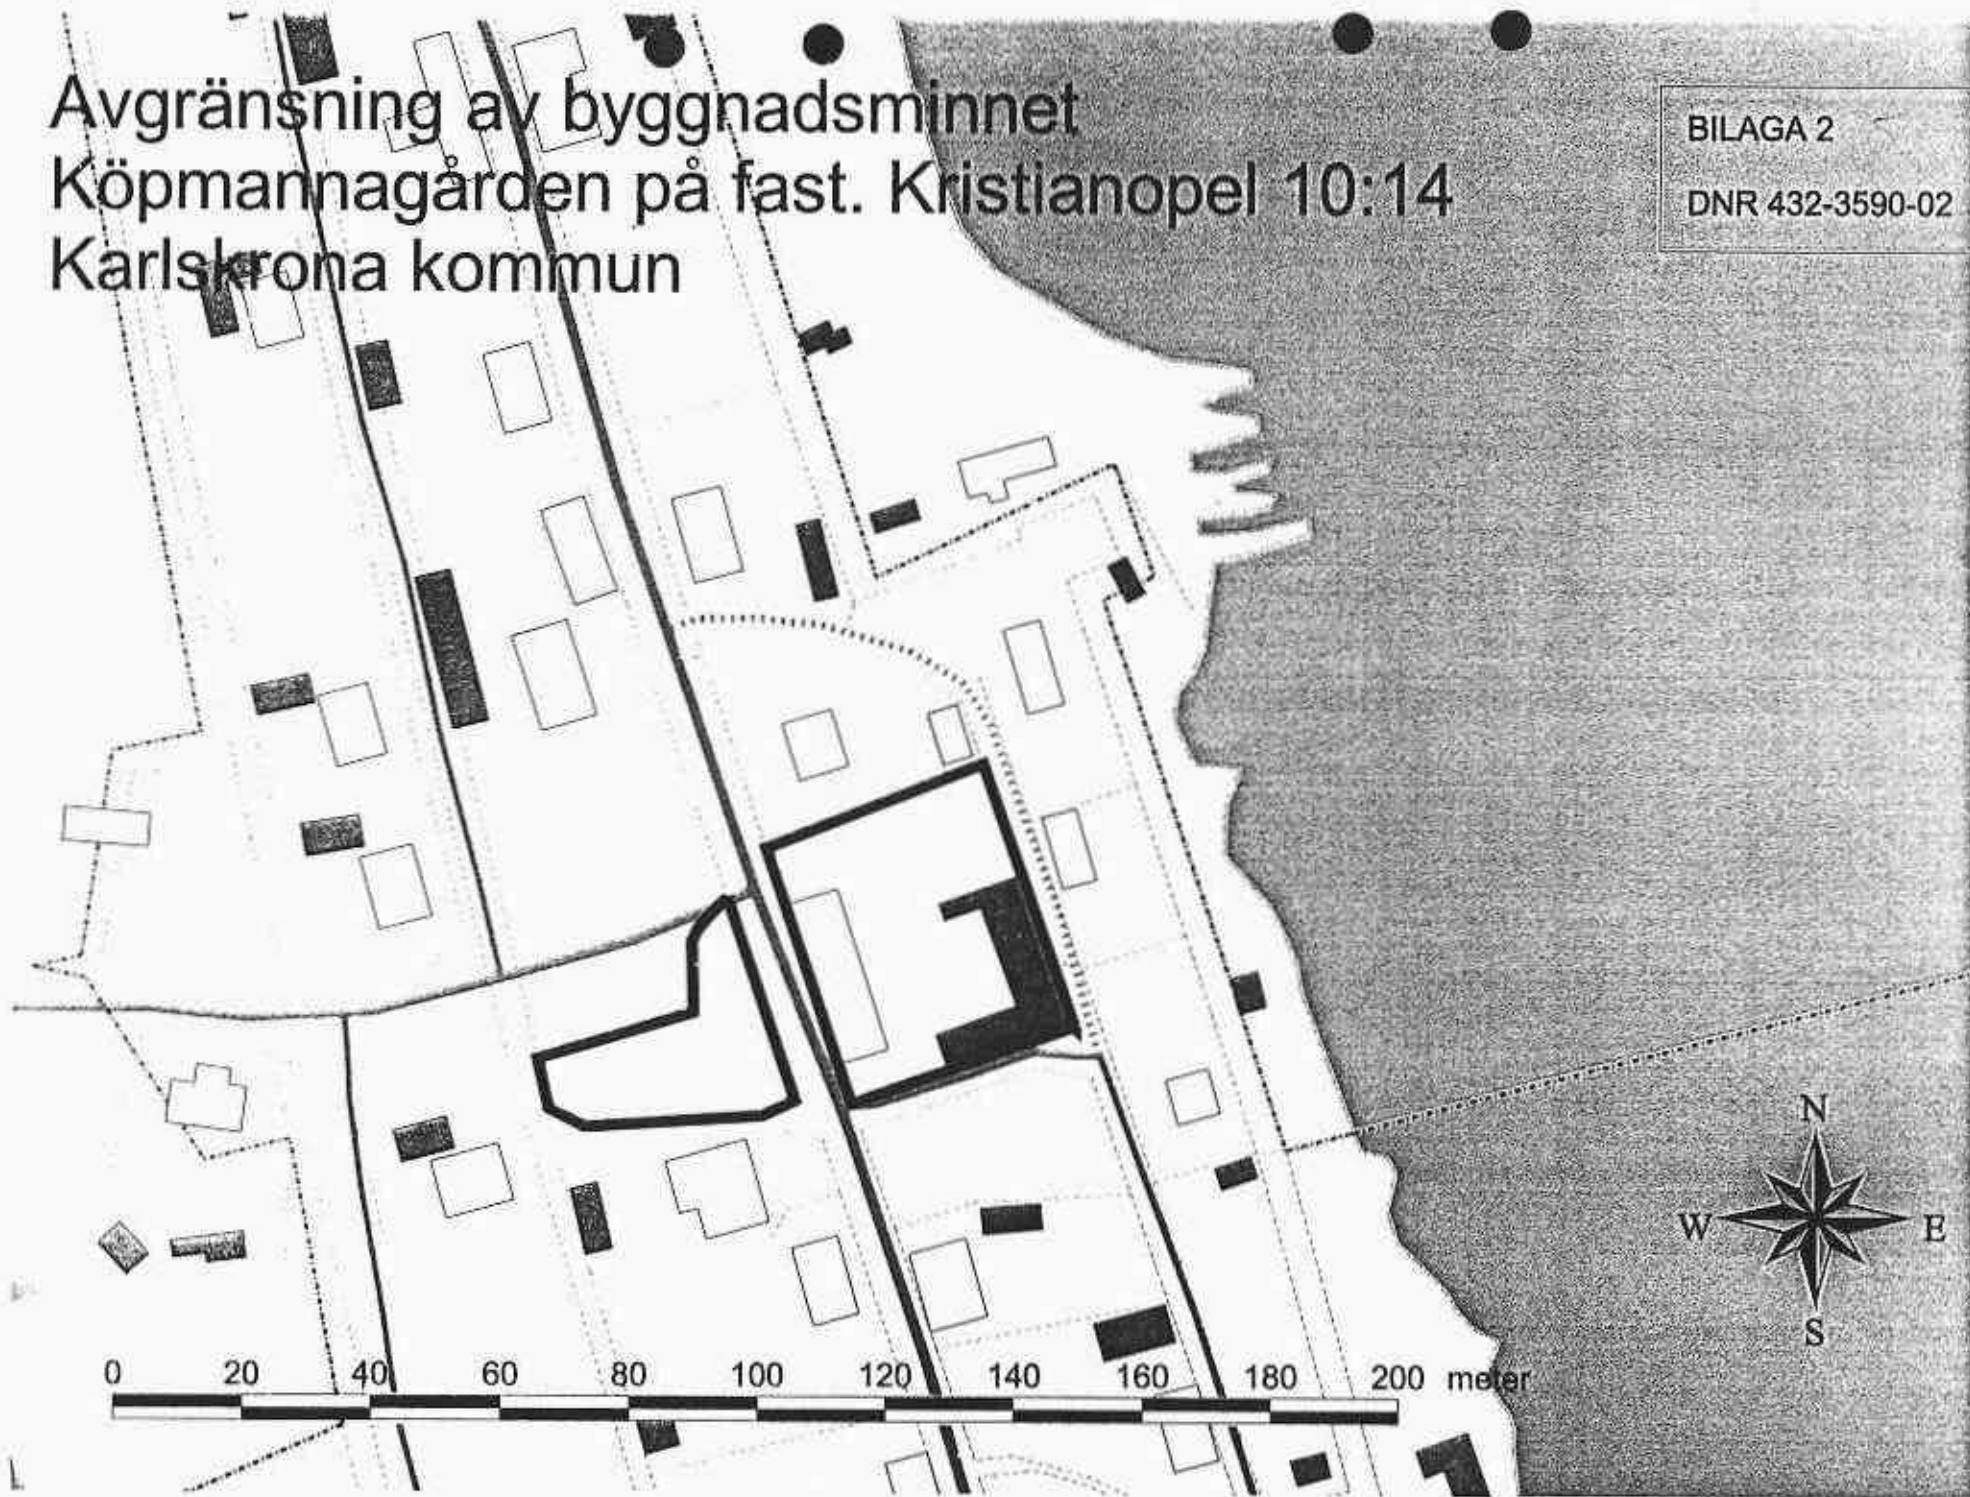 Avgränsning av byggnadsminnet
Köpmannagården på fast. Kristianopel 10:14
Karlskrona kommun
BILAGA 2
DNR 432-3590-02
N
W E
S
0 20 40 60 80 100 120 140 160 180 200 meter